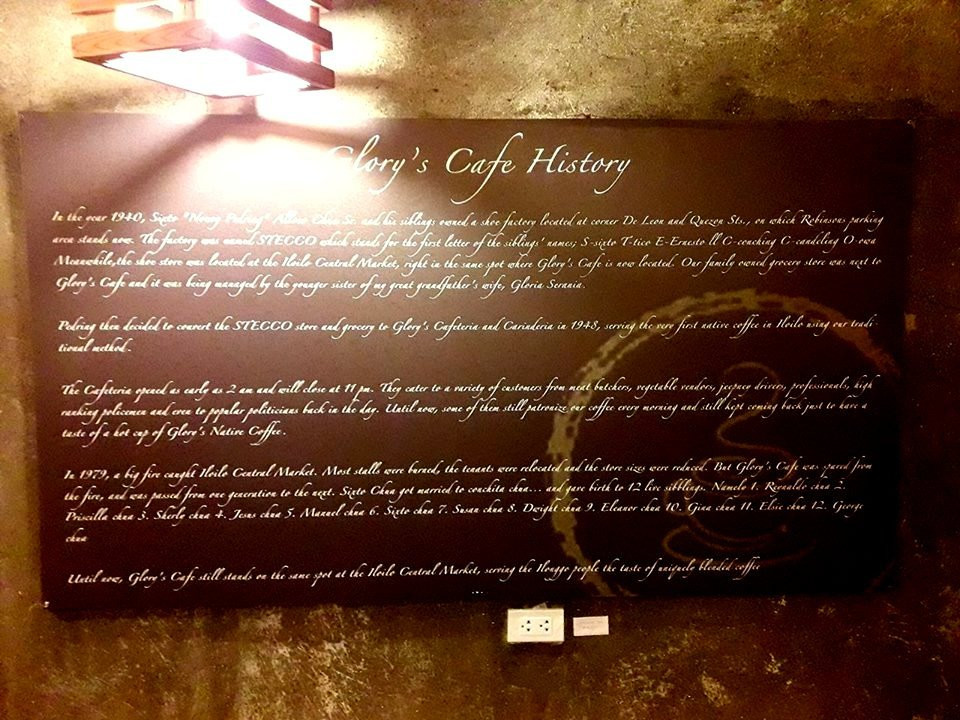 Glory's Cafe History
In the year 1940, Sixto "Noroy Pedring" Chua Sr. and his siblings owned a shoe factory located at corner De Leon and Quezon Sts., on which Robinsons parking
area stands now. The factory was named STECCO which stands for the first letter of the siblings' names; S-sixto T-tico E-Ernesto ll C-conching C-candeling O-owa
Meanwhile,the shoe store was located at the Iloilo Central Market, right in the same spot where Glory's Cafe is now located. Our family owned grocery store was next to
Glory's Cafe and it was being managed by the younger sister of my great grandfather's wife, Gloria Serania.
Pedring then decided to convert the STECCO store and grocery to Glory's Cafeteria and Carinderia in 1948, serving the very first native coffee in Iloilo using our tradi-
tional method.
The Cafeteria opened as early as 2 am and will close at 11 pm. They cater to a variety of customers from meat butchers, vegetable vendors, jeepney drivers, professionals, high
ranking policemen and even to popular politicians back in the day. Until now, some of them still patronize our coffee every morning and still kept coming back just to have a
taste of a hot cup of Glory's Native Coffee.
In 1979, a big fire caught Iloilo Central Market. Most stalls were burned, the tenants were relocated and the store sizes were reduced. But Glory's Cafe was spared from
the fire, and was passed from one generation to the next. Sixto Chua got married to conchita chua... and gave birth to 12 live sibblings. Namely 1. Reynaldo chua 2.
Priscilla chua 3. Sherly chua 4. Jesus chua 5. Manuel chua 6. Sixto chua 7. Susan chua 8. Dwight chua 9. Eleanor chua 10. Gina chua 11. Elsie chua 12. George
chua
Until now, Glory's Cafe still stands on the same spot at the Iloilo Central Market, serving the Ilonggo people the taste of uniquely blended coffee